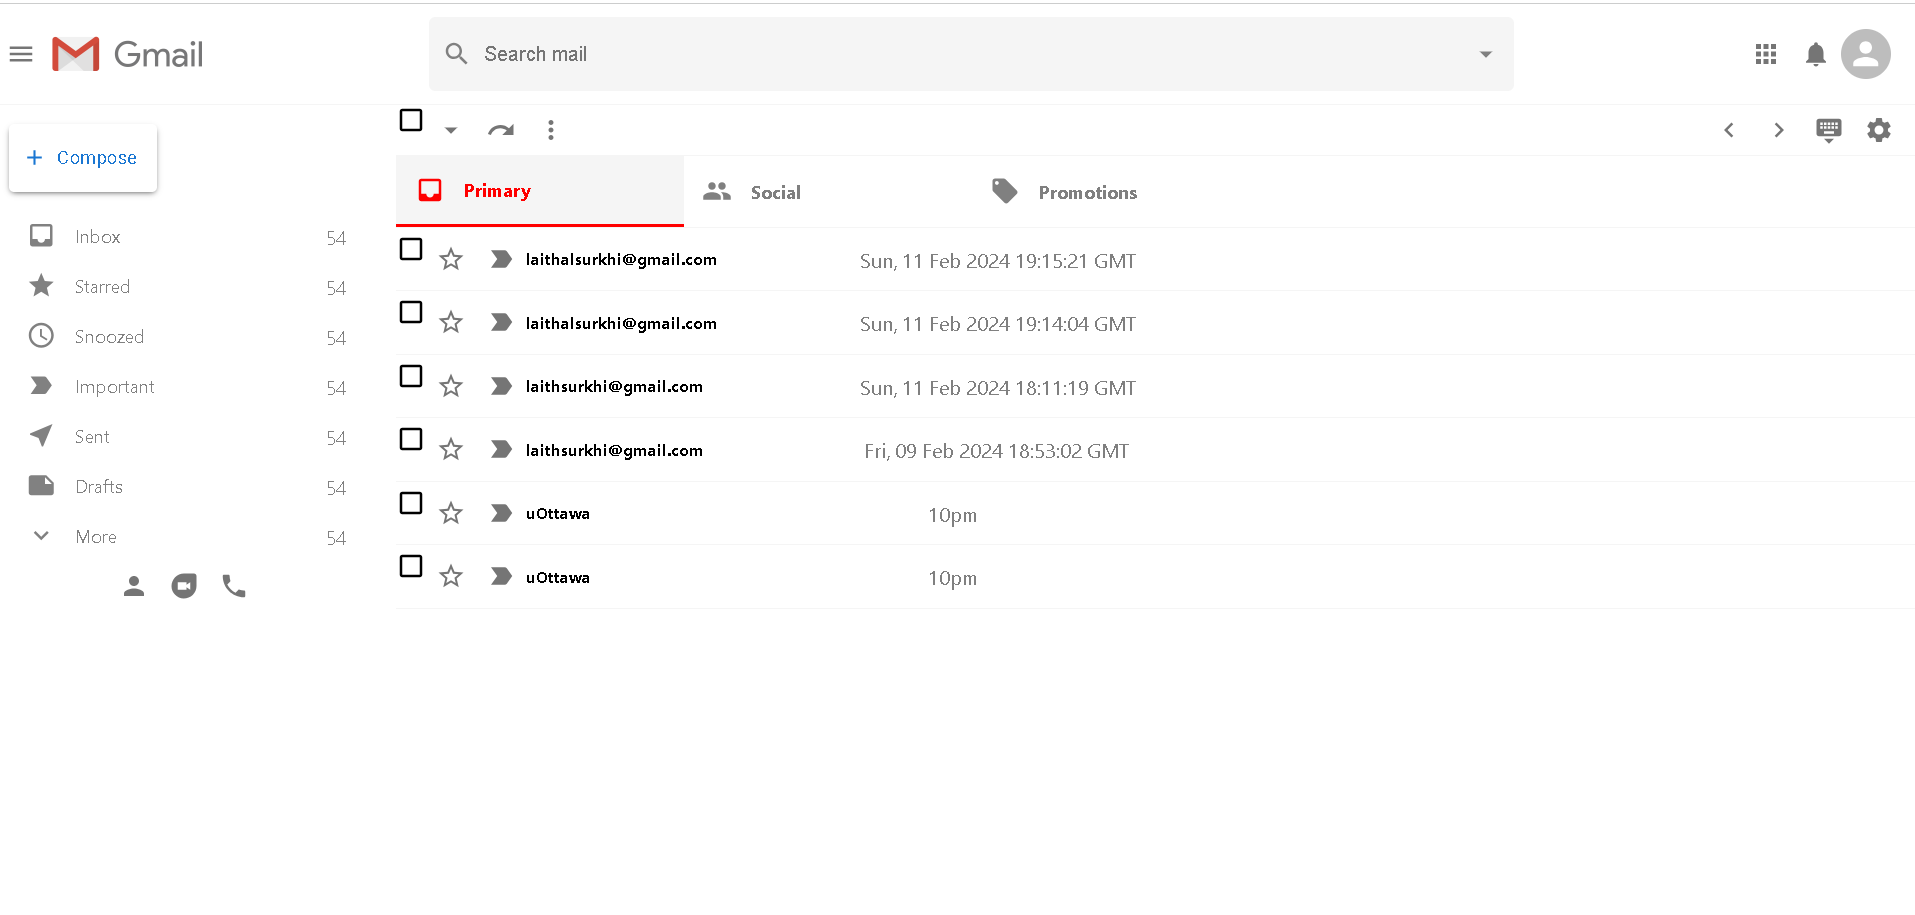 Gmail
Search mail
Compose
Primary
Social
Promotions
Inbox 54
Starred 54
Snoozed 54
Important 54
Sent 54
Drafts 54
More 54
laithalsurkhi@gmail.com Sun, 11 Feb 2024 19:15:21 GMT
laithalsurkhi@gmail.com Sun, 11 Feb 2024 19:14:04 GMT
laithsurkhi@gmail.com Sun, 11 Feb 2024 18:11:19 GMT
laithsurkhi@gmail.com Fri, 09 Feb 2024 18:53:02 GMT
uOttawa 10pm
uOttawa 10pm